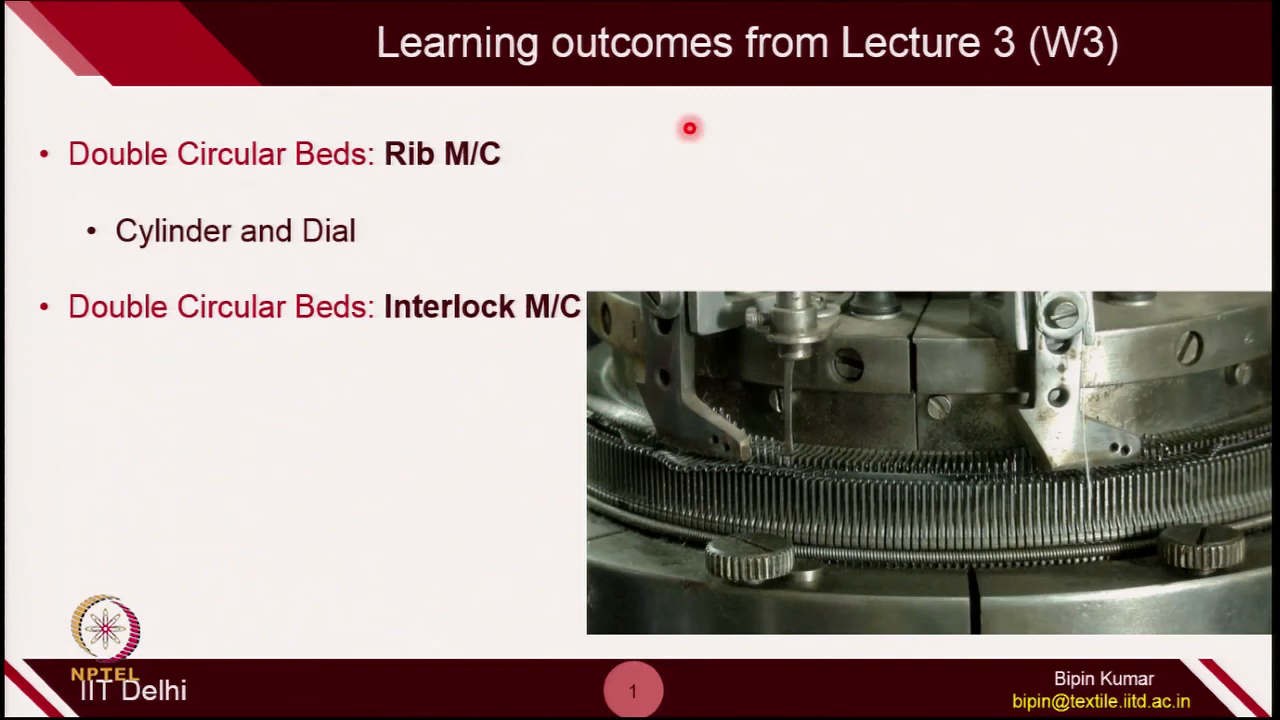 Learning outcomes from Lecture 3 (W3)
• Double Circular Beds: Rib M/C
• Cylinder and Dial
• Double Circular Beds: Interlock M/C
NPTEL
IIT Delhi
1
Bipin Kumar
bipin@textile.iitd.ac.in